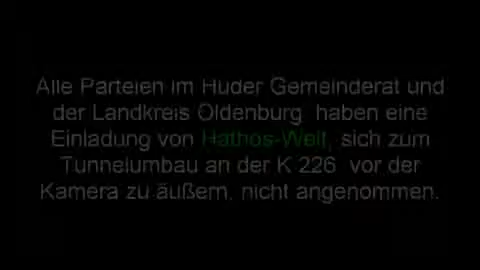 Alle Parteien im Huder Gemeinderat und
der Landkreis Oldenburg haben eine
Einladung von Hathos-Welt, sich zum
Tunnelumbau an der K 226 vor der
Kamera zu äußern, nicht angenommen.